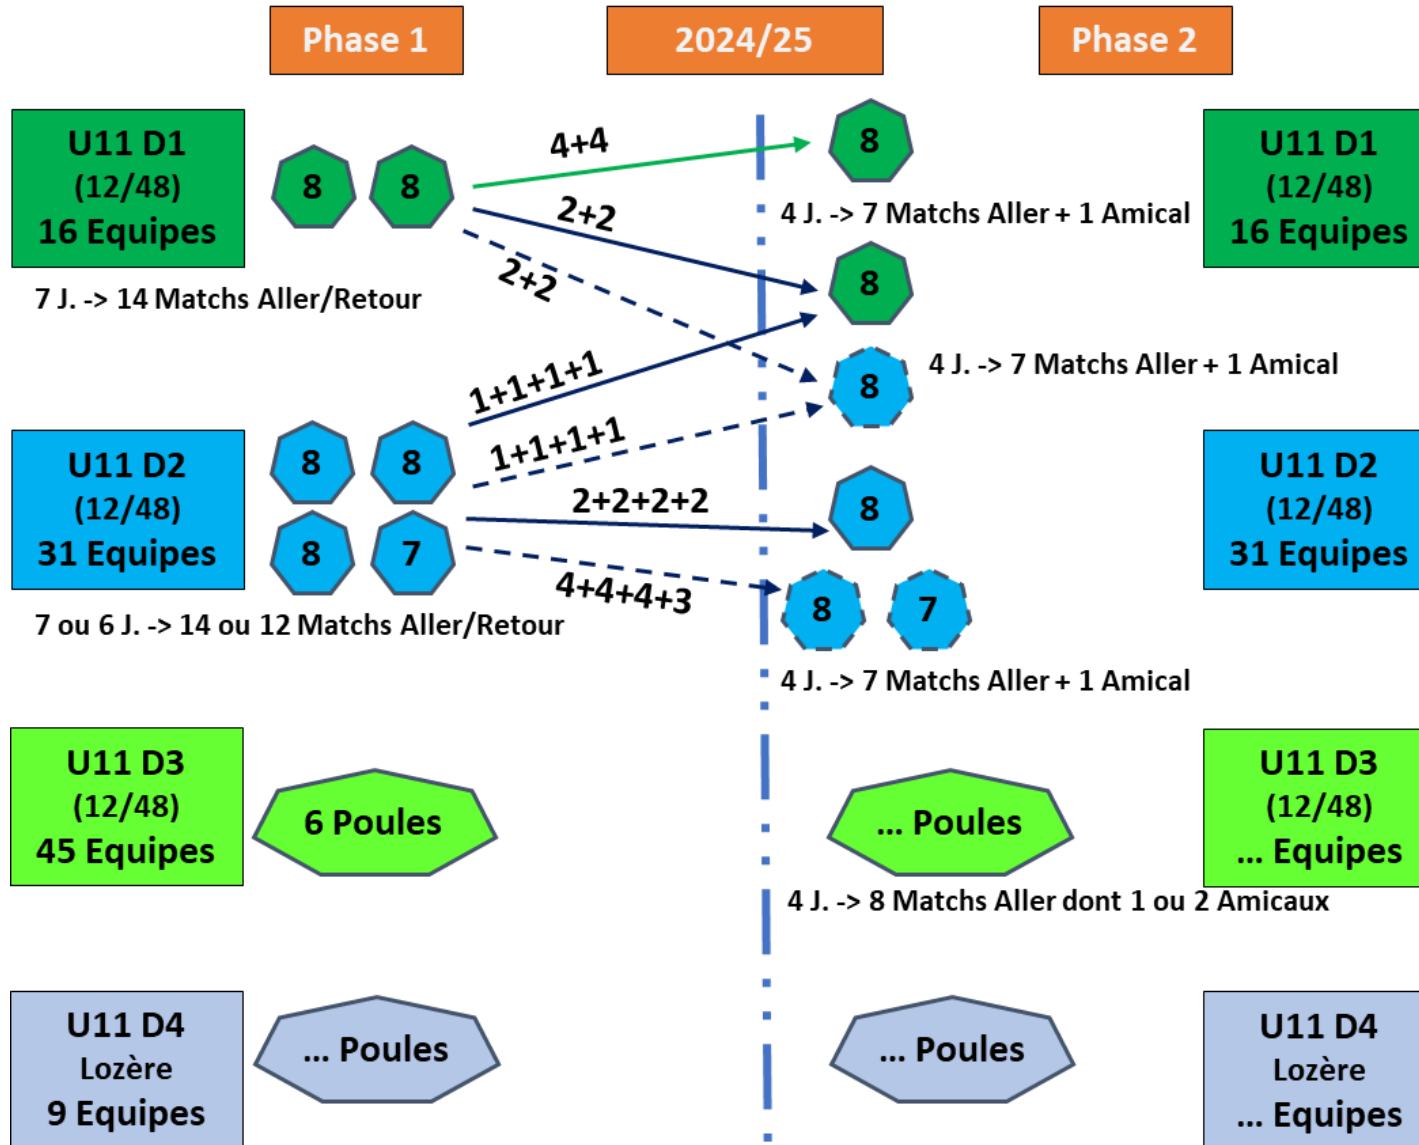 Phase 1
2024/25
Phase 2
U11 D1
(12/48)
16 Equipes
8
8
4+4
2+2
2+2
8
4 J. -> 7 Matchs Aller + 1 Amical
8
U11 D1
(12/48)
16 Equipes
7 J. -> 14 Matchs Aller/Retour
8
4 J. -> 7 Matchs Aller + 1 Amical
U11 D2
(12/48)
31 Equipes
8
8
8
7
1+1+1+1
1+1+1+1
2+2+2+2
4+4+4+3
8
8
7
U11 D2
(12/48)
31 Equipes
7 ou 6 J. -> 14 ou 12 Matchs Aller/Retour
4 J. -> 7 Matchs Aller + 1 Amical
U11 D3
(12/48)
45 Equipes
6 Poules
... Poules
U11 D3
(12/48)
... Equipes
4 J. -> 8 Matchs Aller dont 1 ou 2 Amicaux
U11 D4
Lozère
9 Equipes
... Poules
... Poules
U11 D4
Lozère
... Equipes